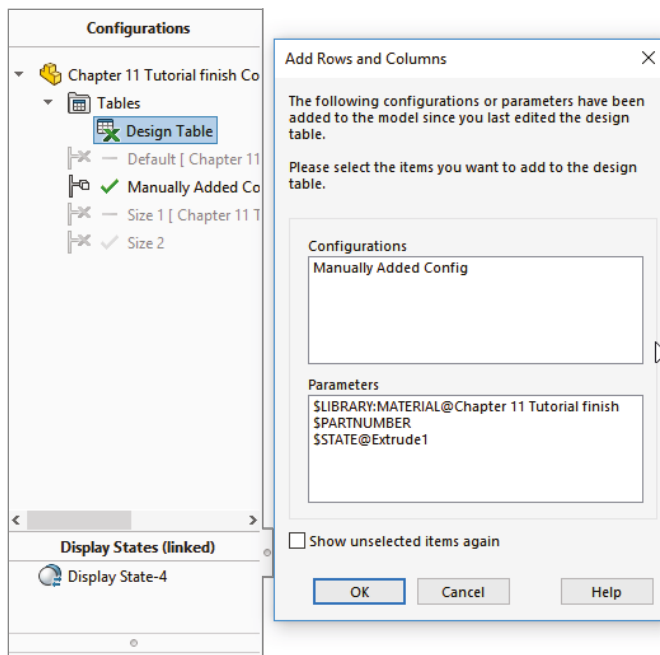 Configurations
Chapter 11 Tutorial finish Co
Tables
Design Table
Default [ Chapter 11
Manually Added Co
Size 1 [ Chapter 11 T
Size 2
Display States (linked)
Display State-4
Add Rows and Columns
The following configurations or parameters have been
added to the model since you last edited the design
table.
Please select the items you want to add to the design
table.
Configurations
Manually Added Config
Parameters
$LIBRARY:MATERIAL@Chapter 11 Tutorial finish
$PARTNUMBER
$STATE@Extrude1
Show unselected items again
OK
Cancel
Help